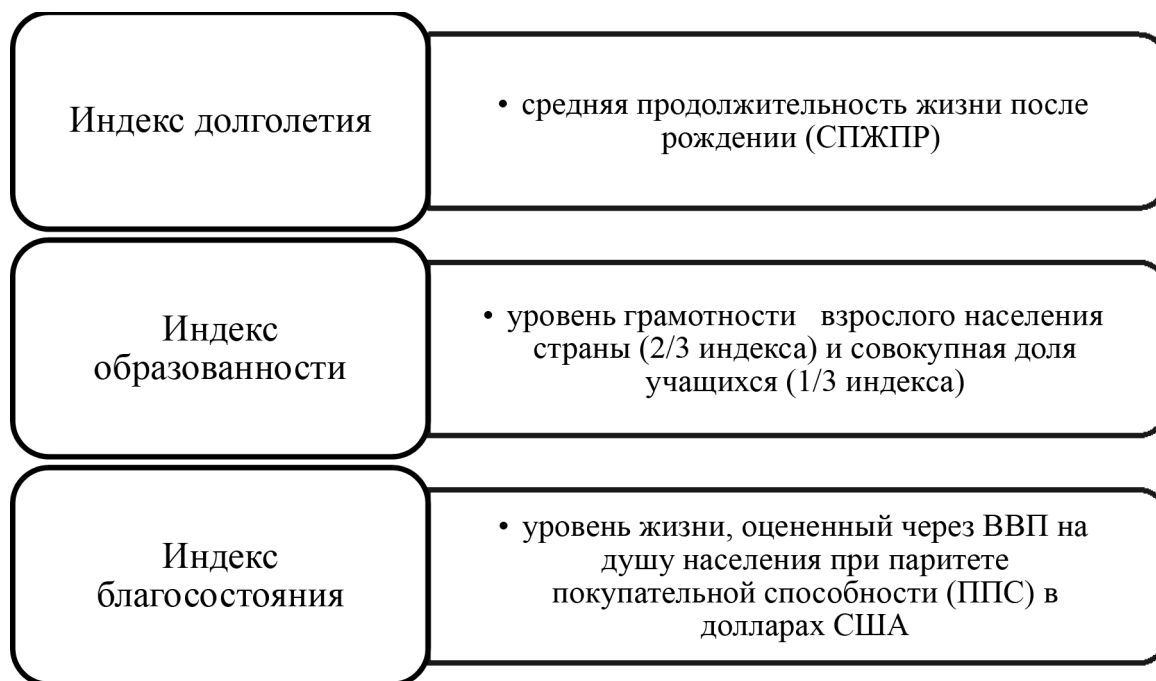 Индекс долголетия
• средняя продолжительность жизни после
рождении (СПЖПР)
Индекс
образованности
• уровень грамотности взрослого населения
страны (2/3 индекса) и совокупная доля
учащихся (1/3 индекса)
Индекс
благосостояния
• уровень жизни, оцененный через ВВП на
душу населения при паритете
покупательной способности (ППС) в
долларах США